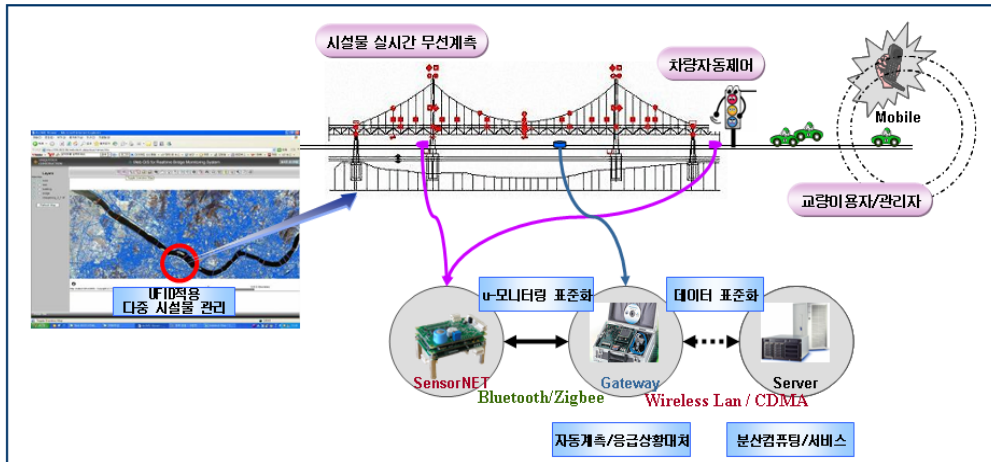 시설물 실시간 무선계측
차량자동제어
Mobile
교량이용자/관리자
Layers
UFID적용
다중 시설물 관리
u-모니터링 표준화
데이터 표준화
SensorNET
Gateway
Server
Bluetooth/Zigbee
Wireless Lan / CDMA
자동계측/응급상황대처
분산컴퓨팅/서비스